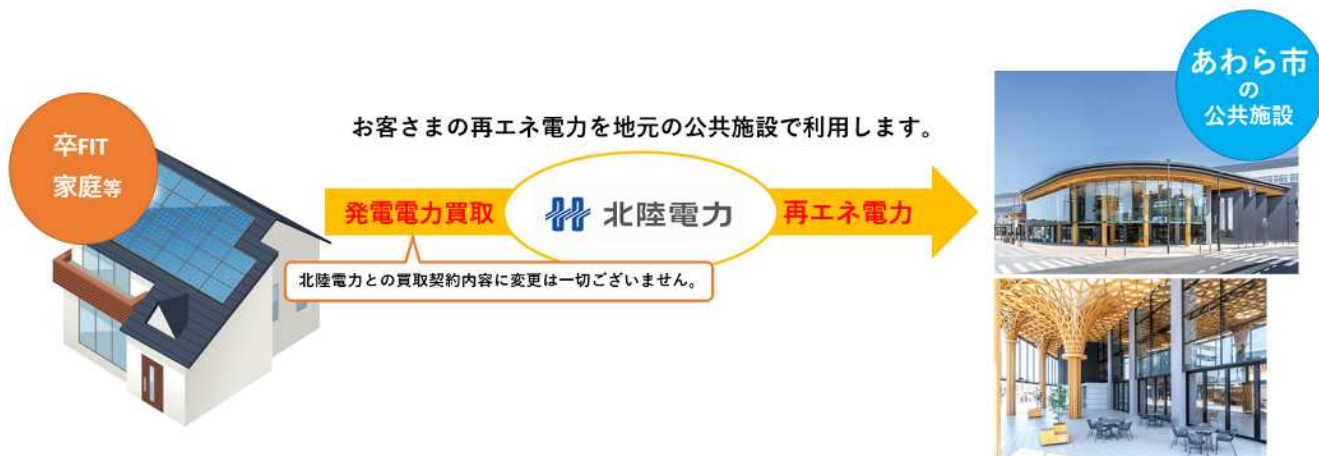 あわら市
の
公共施設
お客さまの再エネ電力を地元の公共施設で利用します。
卒FIT
家庭等
発電電力買取
北陸電力
再エネ電力
北陸電力との買取契約内容に変更は一切ございません。